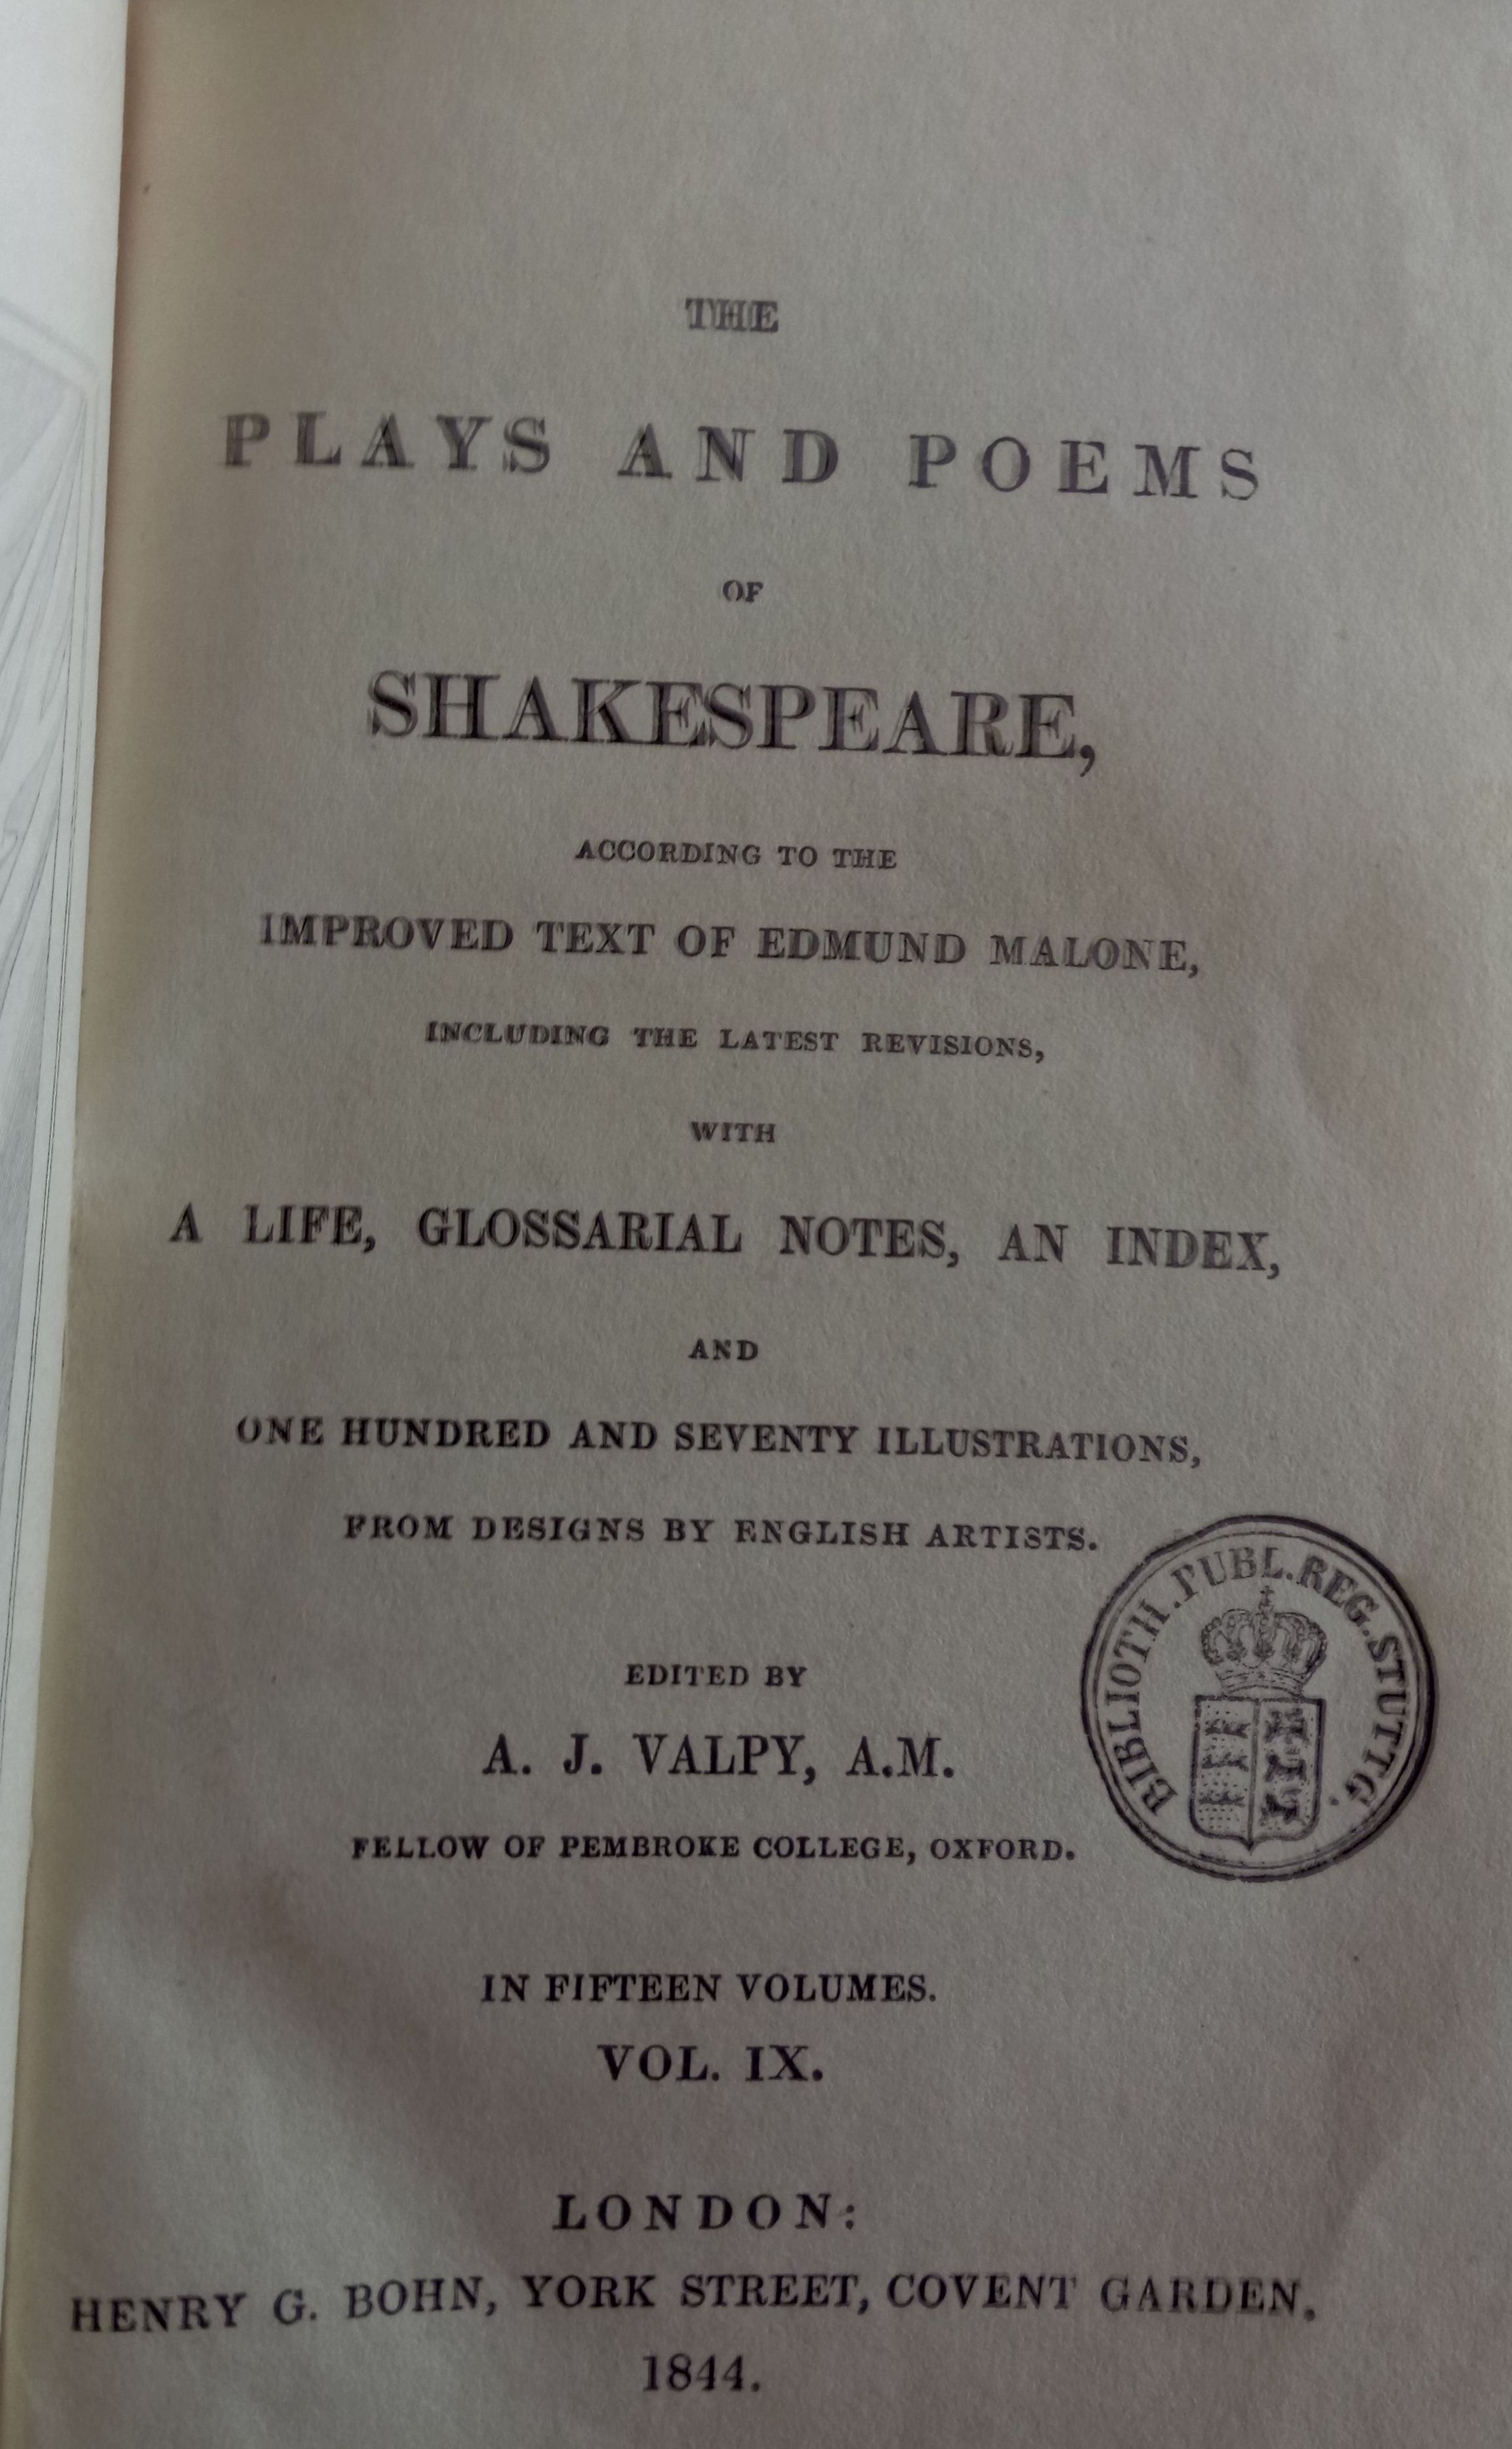 THE
PLAYS AND POEMS
OF
SHAKESPEARE,
ACCORDING TO THE
IMPROVED TEXT OF EDMUND MALONE,
INCLUDING THE LATEST REVISIONS,
WITH
A LIFE, GLOSSARIAL NOTES, AN INDEX,
AND
ONE HUNDRED AND SEVENTY ILLUSTRATIONS,
FROM DESIGNS BY ENGLISH ARTISTS.
BIBLIOTH. PUBL. REG. STUTTG.
EDITED BY
A. J. VALPY, A.M.
FELLOW OF PEMBROKE COLLEGE, OXFORD.
IN FIFTEEN VOLUMES.
VOL. IX.
LONDON:
HENRY G. BOHN, YORK STREET, COVENT GARDEN.
1844.